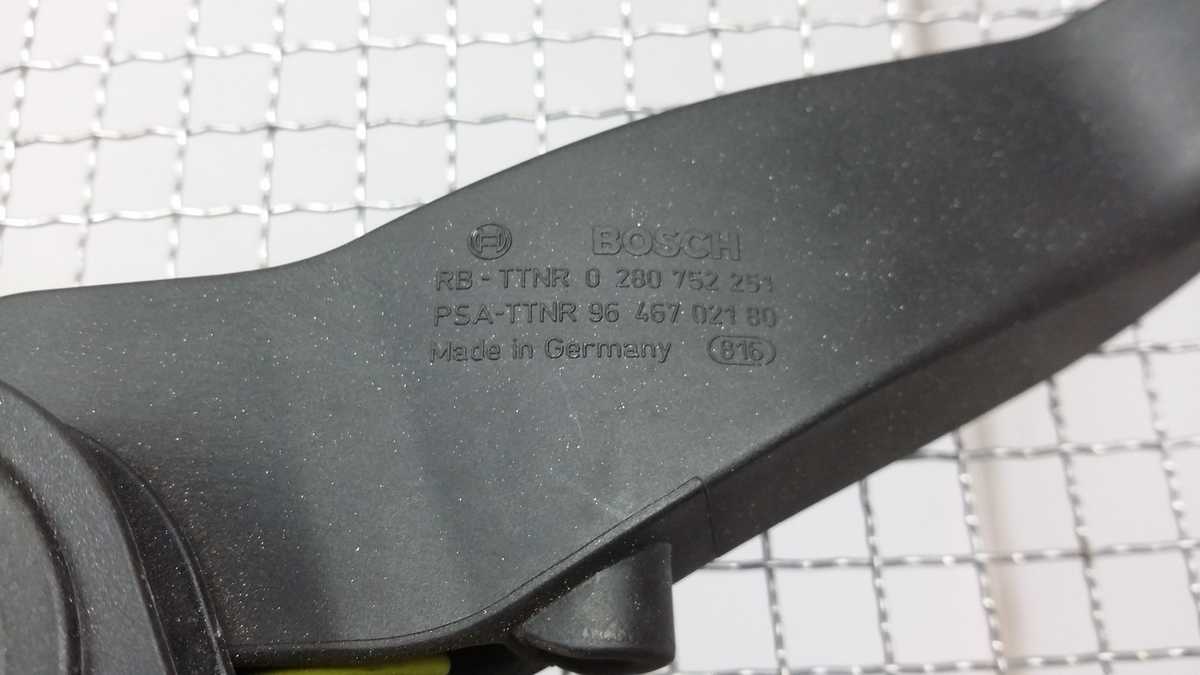 BOSCH
RB-TTNR 0 280 752 251
PSA-TTNR 96 467 021 80
Made in Germany 816